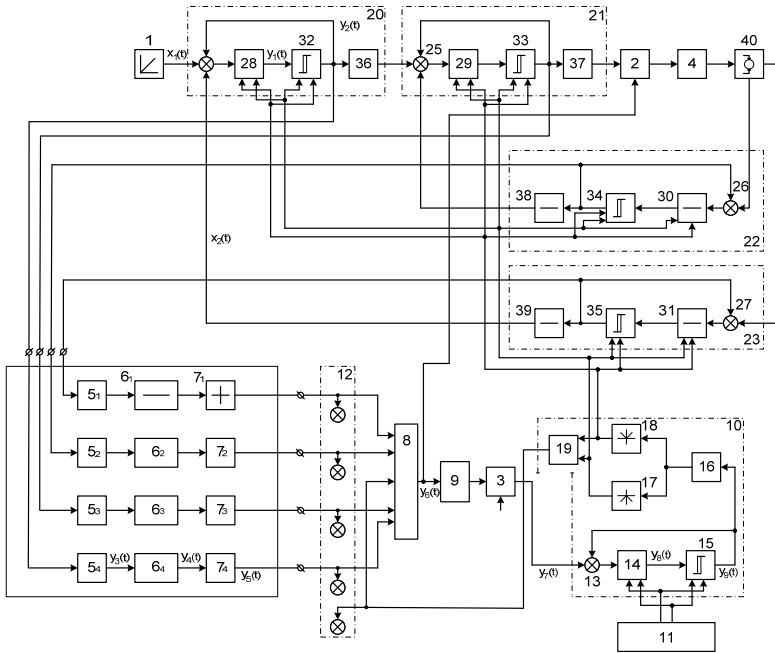 1 20 32 y₂(t) 21 33 40
x₁(t) 28 y₁(t) 36 25 29 37 2 4
38 34 30 26
22
x₂(t)
39 35 31 27
23
12
5₁ 6₁ 7₁
8
10
18
5₂ 6₂ 7₂ 19
9 3 16
17
y₆(t)
5₃ 6₃ 7₃
15
y₃(t) y₄(t) y₈(t)
5₄ 6₄ 7₄ y₅(t) y₇(t) 13 14 y₉(t)
11